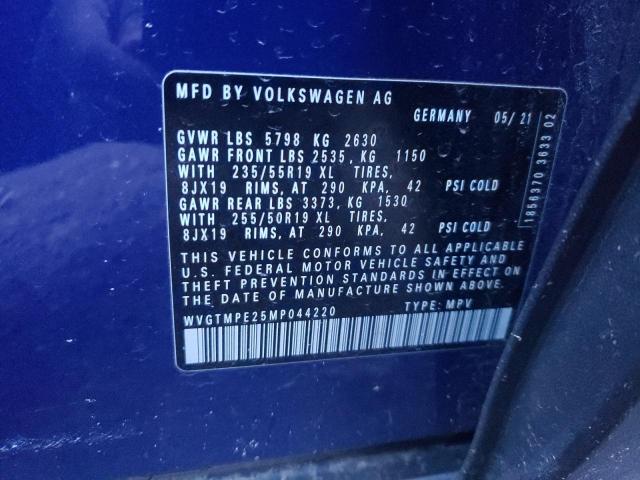 MFD BY VOLKSWAGEN AG
GERMANY 05/21
GVWR LBS 5798 KG 2630
GAWR FRONT LBS 2535, KG 1150
WITH 235/55R19 XL TIRES,
8JX19 RIMS, AT 290 KPA, 42 PSI COLD
GAWR REAR LBS 3373, KG 1530
WITH 255/50R19 XL TIRES,
8JX19 RIMS, AT 290 KPA, 42 PSI COLD
THIS VEHICLE CONFORMS TO ALL APPLICABLE
U.S. FEDERAL MOTOR VEHICLE SAFETY AND
THEFT PREVENTION STANDARDS IN EFFECT ON
THE DATE OF MANUFACTURE SHOWN ABOVE.
WVGTMPE25MP044220 TYPE: MPV
1856370 3633 02